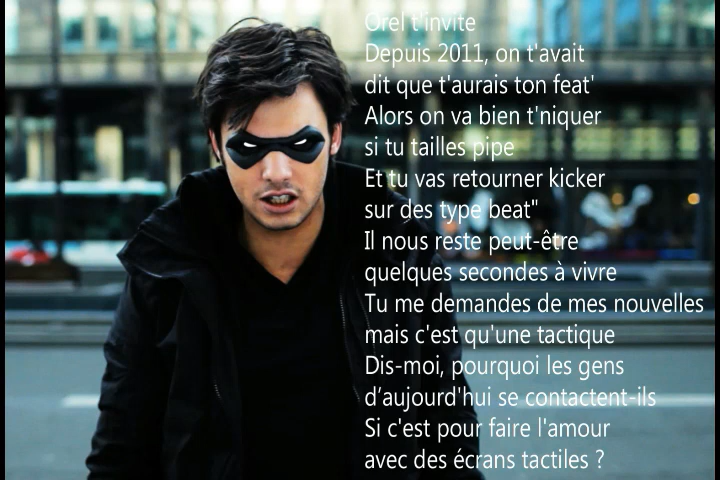 Orel t'invite
Depuis 2011, on t'avait
dit que t'aurais ton feat'
Alors on va bien t'niquer
si tu tailles pipe
Et tu vas retourner kicker
sur des type beat"
Il nous reste peut-être
quelques secondes à vivre
Tu me demandes de mes nouvelles
mais c'est qu'une tactique
Dis-moi, pourquoi les gens
d’aujourd'hui se contactent-ils
Si c'est pour faire l'amour
avec des écrans tactiles ?